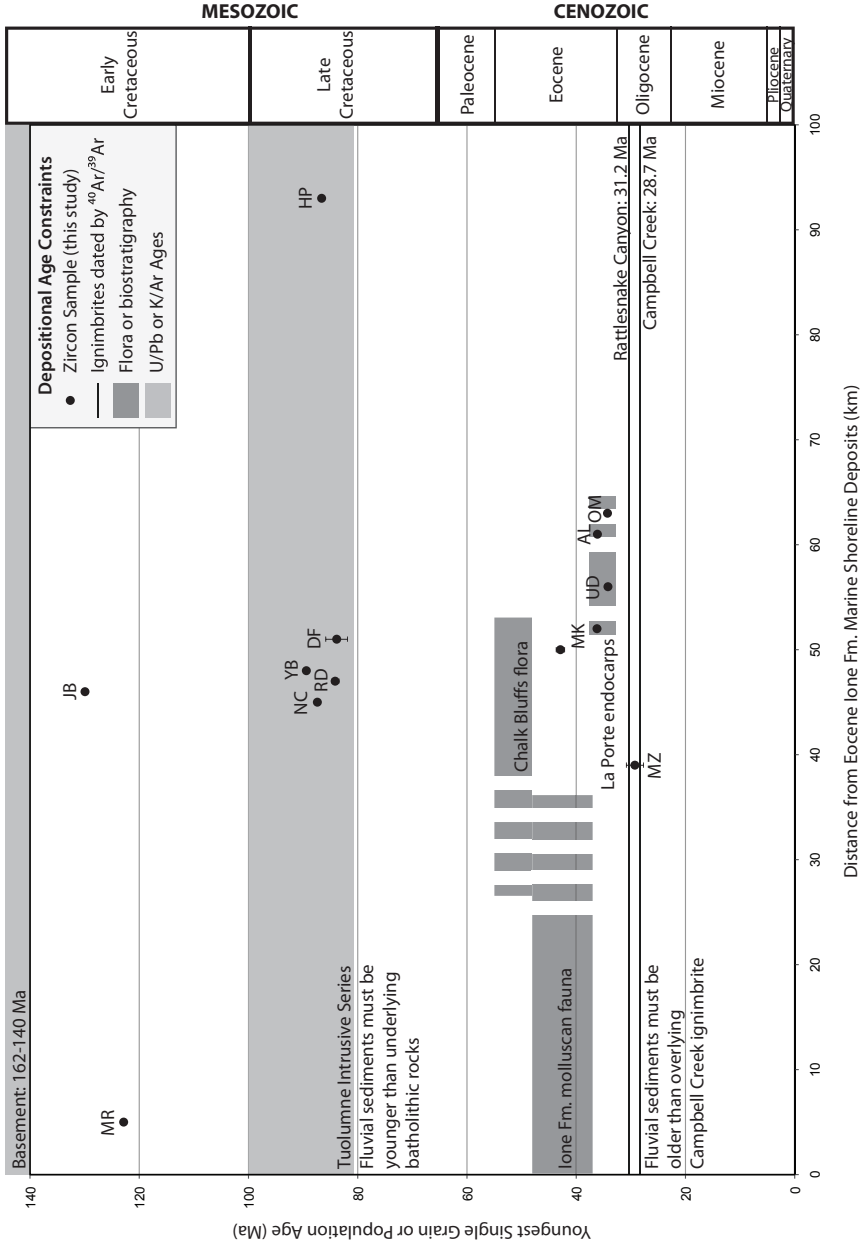 MESOZOIC
CENOZOIC
Early
Cretaceous
Late
Cretaceous
Paleocene
Eocene
Oligocene
Miocene
Pliocene
Quaternary
Depositional Age Constraints
Zircon Sample (this study)
Ignimbrites dated by ⁴⁰Ar/³⁹Ar
Flora or biostratigraphy
U/Pb or K/Ar Ages
Basement: 162-140 Ma
MR
JB
Tuolumne Intrusive Series
Fluvial sediments must be
younger than underlying
batholithic rocks
NC
YB
RD
DF
HP
Ione Fm. molluscan fauna
Chalk Bluffs flora
La Porte endocarps
MK
UD
AL
OM
MZ
Rattlesnake Canyon: 31.2 Ma
Campbell Creek: 28.7 Ma
Fluvial sediments must be
older than overlying
Campbell Creek ignimbrite
140
120
100
80
60
40
20
0
Youngest Single Grain or Population Age (Ma)
0
10
20
30
40
50
60
70
80
90
100
Distance from Eocene Ione Fm. Marine Shoreline Deposits (km)